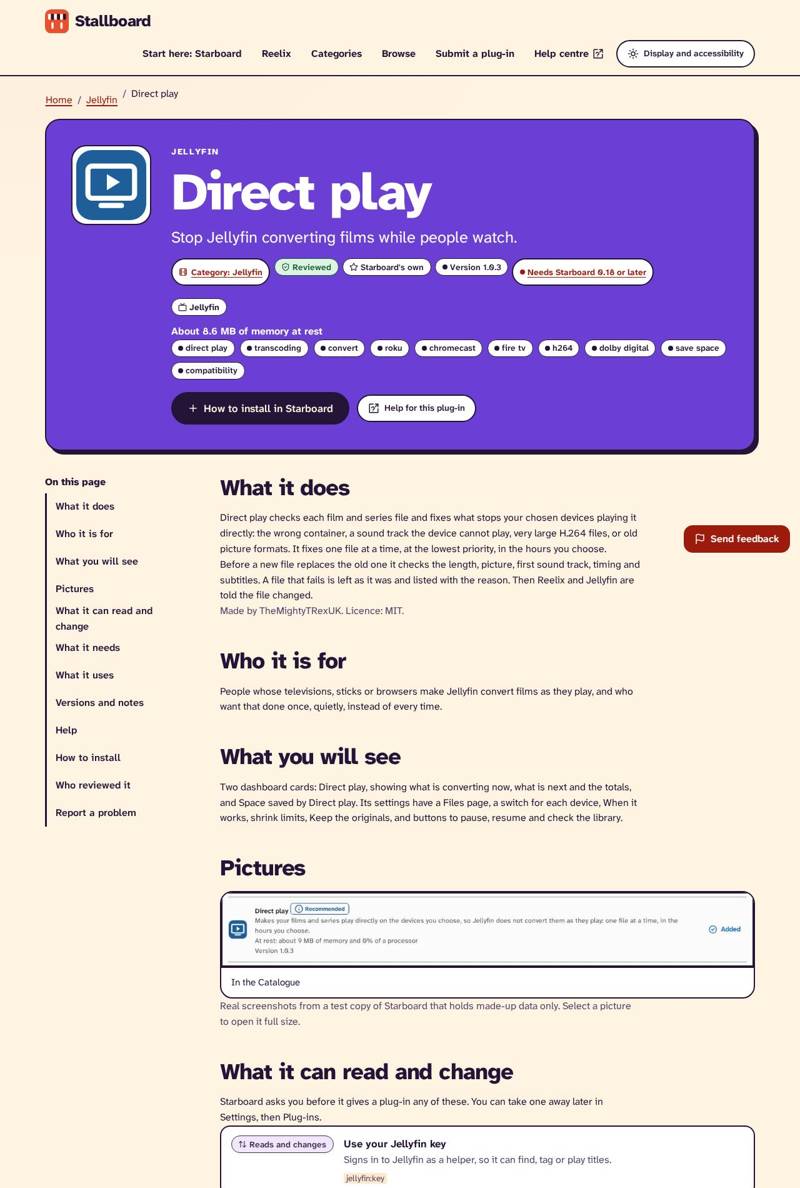 Stallboard
Start here: Starboard
Reelix
Categories
Browse
Submit a plug-in
Help centre
Display and accessibility
Home / Jellyfin / Direct play
JELLYFIN
Direct play
Stop Jellyfin converting films while people watch.
Category: Jellyfin
Reviewed
Starboard's own
Version 1.0.3
Needs Starboard 0.18 or later
Jellyfin
About 8.6 MB of memory at rest
direct play
transcoding
convert
roku
chromecast
fire tv
h264
dolby digital
save space
compatibility
+ How to install in Starboard
Help for this plug-in
On this page
What it does
Who it is for
What you will see
Pictures
What it can read and
change
What it needs
What it uses
Versions and notes
Help
How to install
Who reviewed it
Report a problem
What it does
Direct play checks each film and series file and fixes what stops your chosen devices playing it
directly: the wrong container, a sound track the device cannot play, very large H.264 files, or old
picture formats. It fixes one file at a time, at the lowest priority, in the hours you choose.
Before a new file replaces the old one it checks the length, picture, first sound track, timing and
subtitles. A file that fails is left as it was and listed with the reason. Then Reelix and Jellyfin are
told the file changed.
Made by TheMightyTRexUK. Licence: MIT.
Send feedback
Who it is for
People whose televisions, sticks or browsers make Jellyfin convert films as they play, and who
want that done once, quietly, instead of every time.
What you will see
Two dashboard cards: Direct play, showing what is converting now, what is next and the totals,
and Space saved by Direct play. Its settings have a Files page, a switch for each device, When it
works, shrink limits, Keep the originals, and buttons to pause, resume and check the library.
Pictures
Direct play
Recommended
Makes your films and series play directly on the devices you choose, so Jellyfin does not convert them as they play: one file at a time, in the
hours you choose.
At rest: about 9 MB of memory and 0% of a processor
Version 1.0.3
Added
In the Catalogue
Real screenshots from a test copy of Starboard that holds made-up data only. Select a picture
to open it full size.
What it can read and change
Starboard asks you before it gives a plug-in any of these. You can take one away later in
Settings, then Plug-ins.
Reads and changes
Use your Jellyfin key
Signs in to Jellyfin as a helper, so it can find, tag or play titles.
jellyfin:key